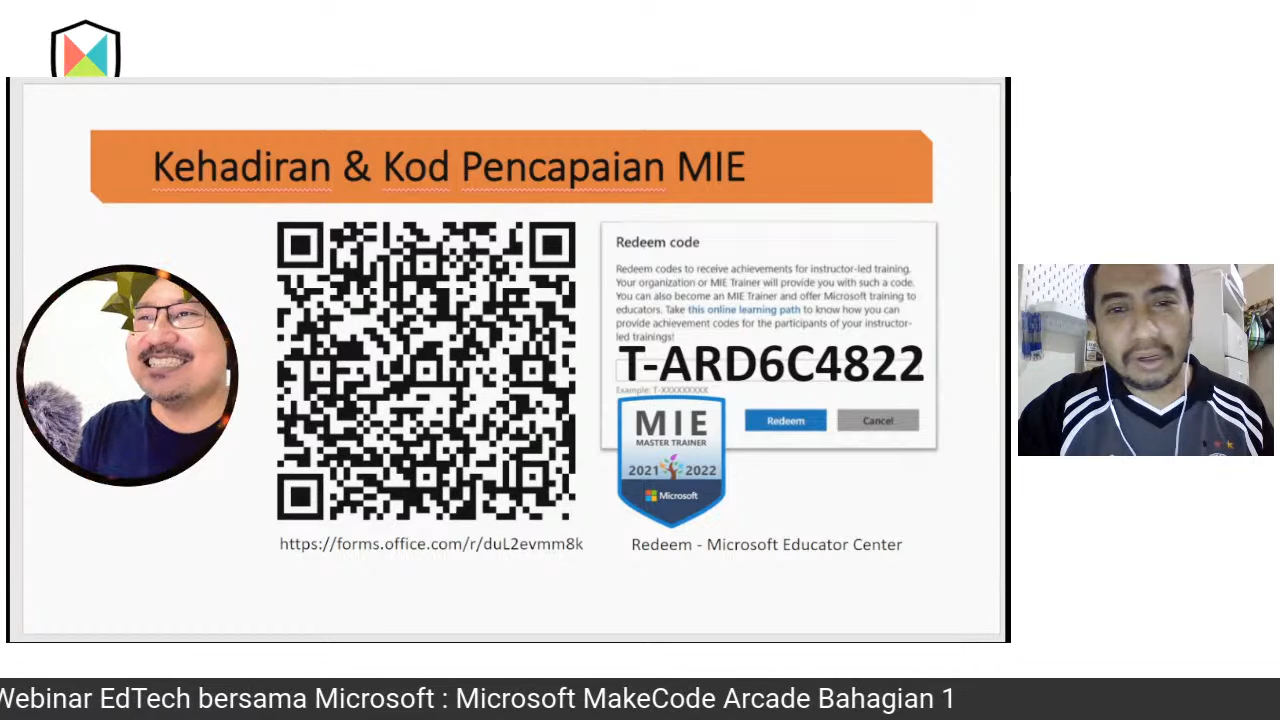 Kehadiran & Kod Pencapaian MIE
Redeem code
Redeem codes to receive achievements for instructor-led training.
Your organization or MIE Trainer will provide you with such a code.
You can also become an MIE Trainer and offer Microsoft training to
educators. Take this online learning path to know how you can
provide achievement codes for the participants of your instructor-
led trainings!
T-ARD6C4822
Example: T-XXXXXXXXX
Redeem
Cancel
MIE
MASTER TRAINER
2021 2022
Microsoft
https://forms.office.com/r/duL2evmm8k
Redeem - Microsoft Educator Center
Webinar EdTech bersama Microsoft : Microsoft MakeCode Arcade Bahagian 1